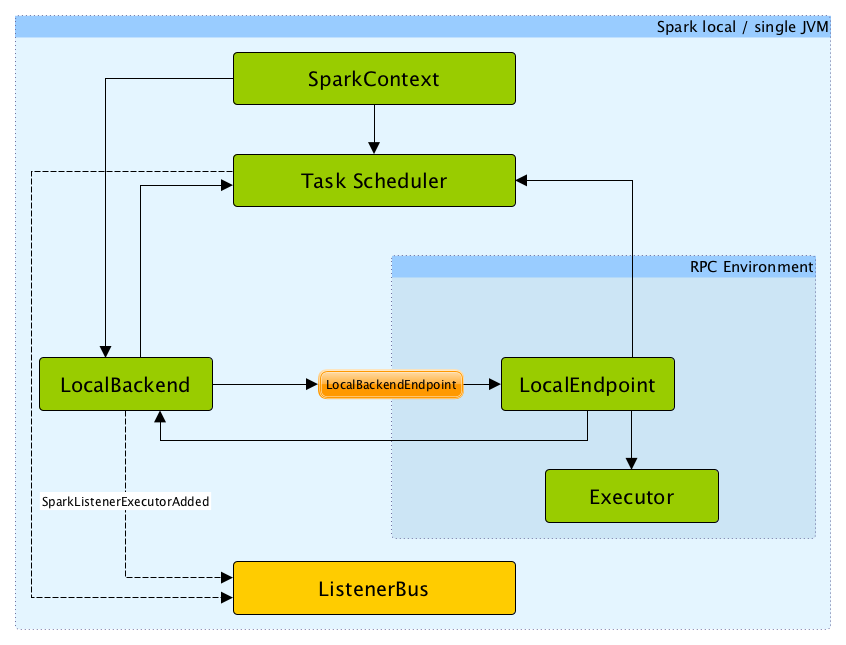 Spark local / single JVM
SparkContext
Task Scheduler
RPC Environment
LocalBackend
LocalBackendEndpoint
LocalEndpoint
SparkListenerExecutorAdded
Executor
ListenerBus